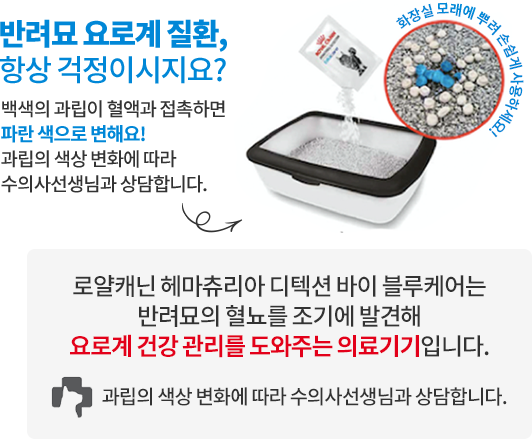 반려묘 요로계 질환,
항상 걱정이시지요?
백색의 과립이 혈액과 접촉하면
파란 색으로 변해요!
과립의 색상 변화에 따라
수의사선생님과 상담합니다.
화장실 모래에 뿌려 손쉽게 사용하세요!
ROYAL CANIN
로얄캐닌 헤마츄리아 디텍션 바이 블루케어는
반려묘의 혈뇨를 조기에 발견해
요로계 건강 관리를 도와주는 의료기기입니다.
과립의 색상 변화에 따라 수의사선생님과 상담합니다.